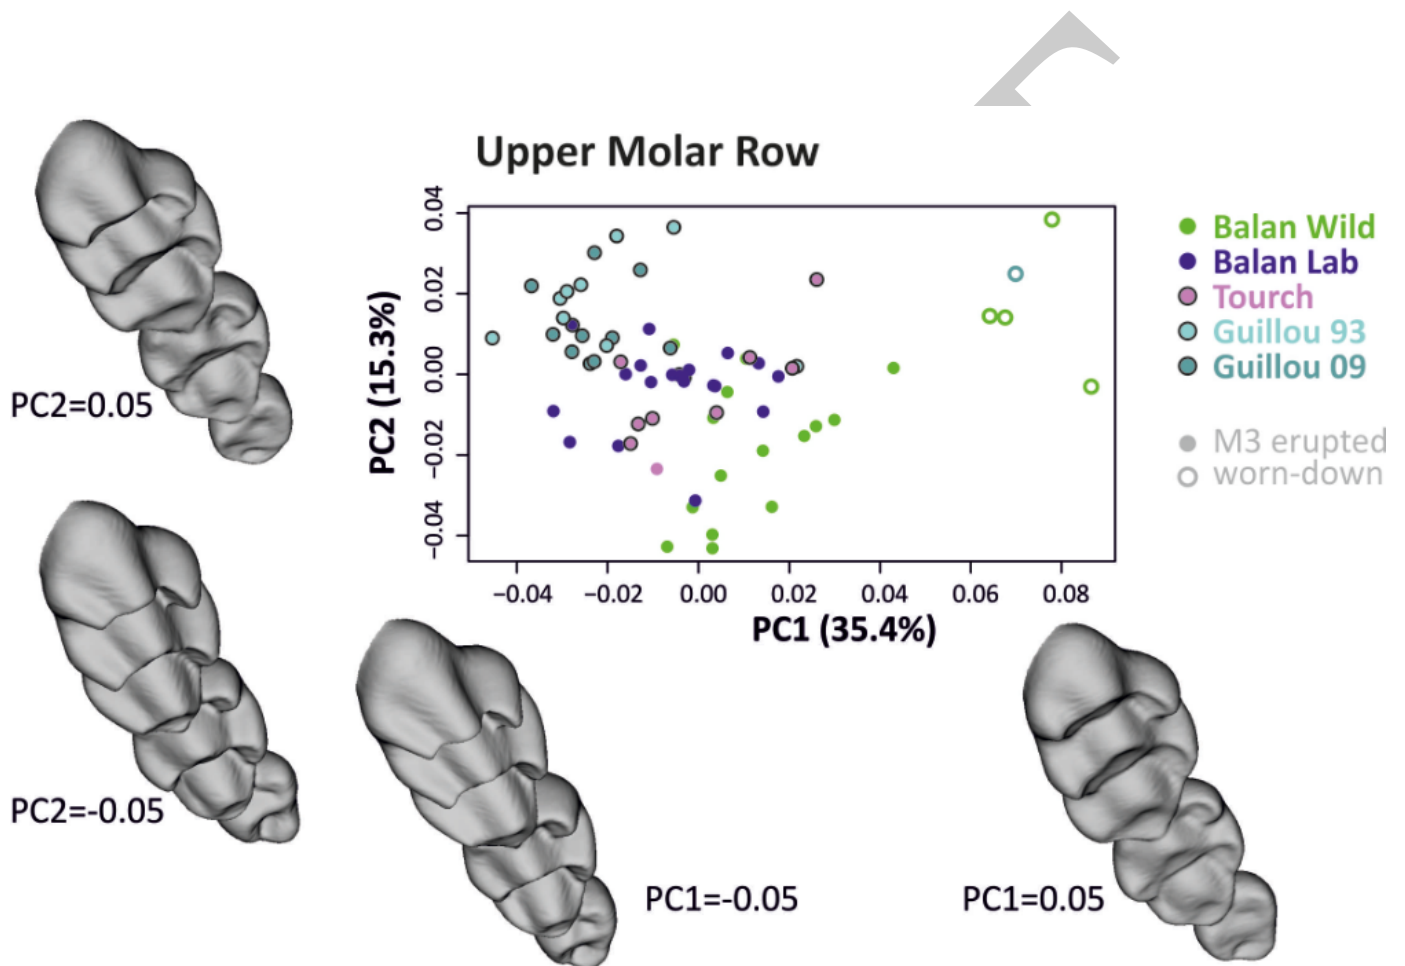 Upper Molar Row
PC2 (15.3%)
0.04
0.02
0.00
−0.02
−0.04
−0.04
−0.02
0.00
0.02
0.04
0.06
0.08
PC1 (35.4%)
Balan Wild
Balan Lab
Tourch
Guillou 93
Guillou 09
M3 erupted
worn-down
PC2=0.05
PC2=-0.05
PC1=-0.05
PC1=0.05